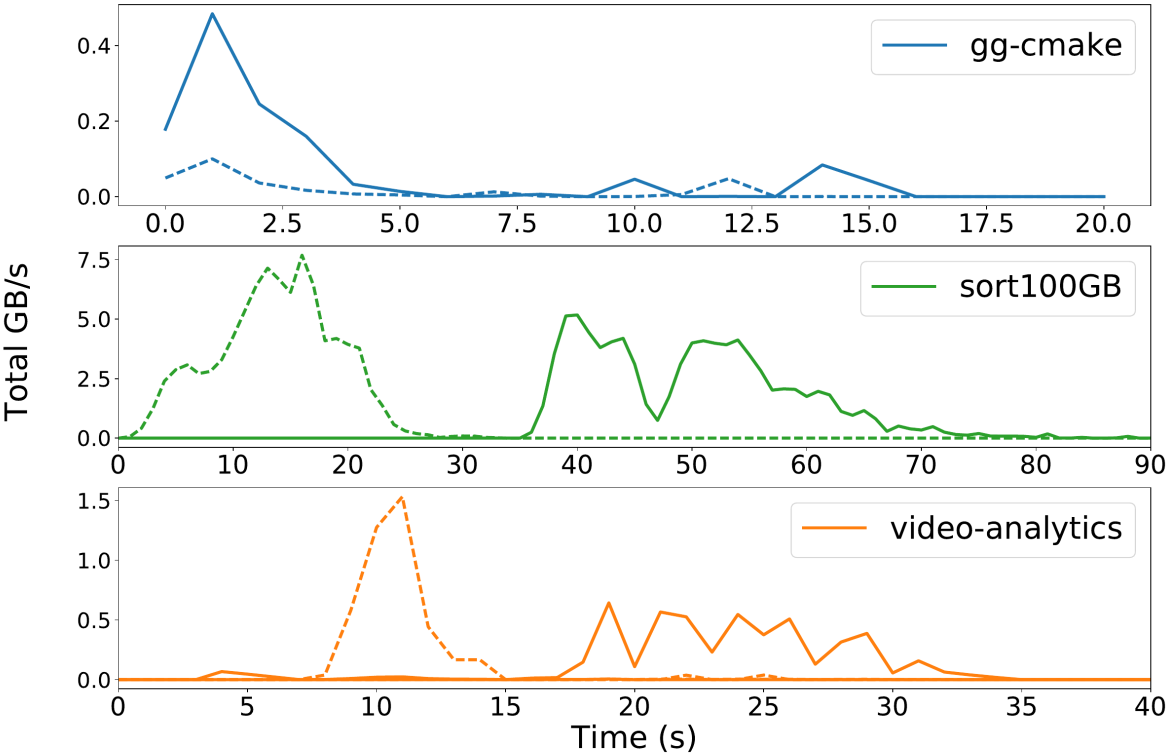 gg-cmake
0.4
0.2
0.0
0.0 2.5 5.0 7.5 10.0 12.5 15.0 17.5 20.0
Total GB/s
sort100GB
7.5
5.0
2.5
0.0
0 10 20 30 40 50 60 70 80 90
video-analytics
1.5
1.0
0.5
0.0
0 5 10 15 20 25 30 35 40
Time (s)